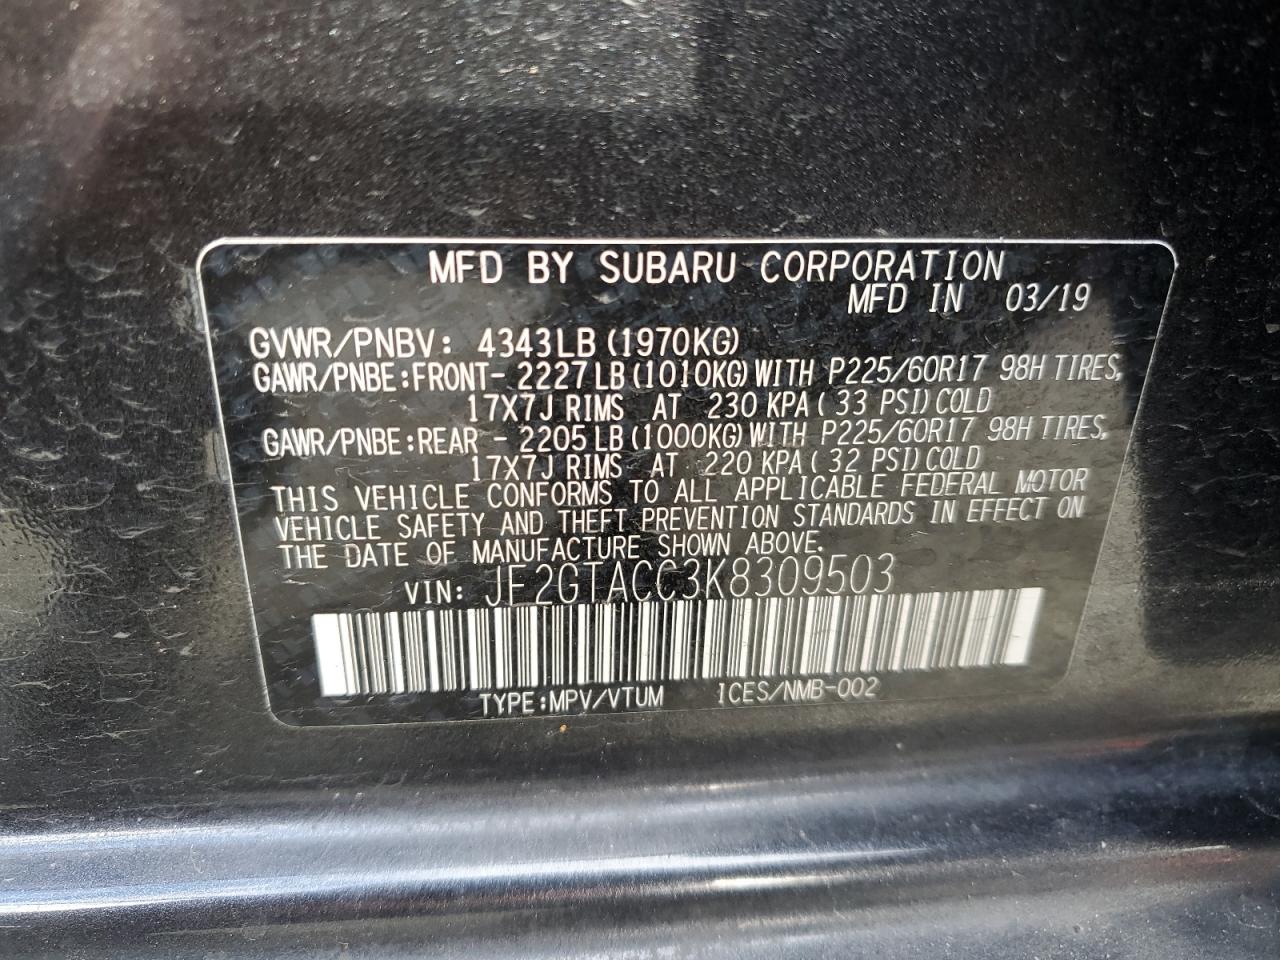 MFD BY SUBARU CORPORATION
MFD IN 03/19
GVWR/PNBV: 4343LB (1970KG)
GAWR/PNBE:FRONT- 2227LB(1010KG)WITH P225/60R17 98H TIRES,
17X7J RIMS AT 230 KPA( 33 PSI)COLD
GAWR/PNBE:REAR - 2205LB(1000KG)WITH P225/60R17 98H TIRES,
17X7J RIMS AT 220 KPA( 32 PSI)COLD
THIS VEHICLE CONFORMS TO ALL APPLICABLE FEDERAL MOTOR
VEHICLE SAFETY AND THEFT PREVENTION STANDARDS IN EFFECT ON
THE DATE OF MANUFACTURE SHOWN ABOVE.
VIN: JF2GTACC3K8309503
TYPE:MPV/VTUM ICES/NMB-002